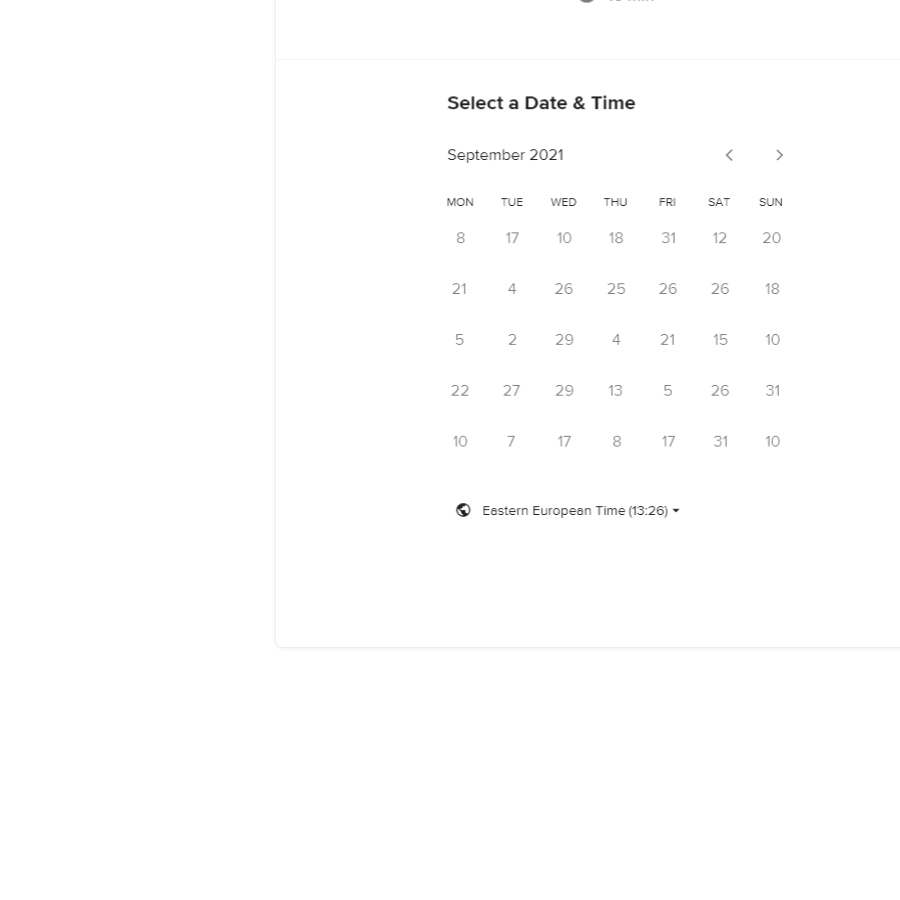 Select a Date & Time
September 2021
MON TUE WED THU FRI SAT SUN
8 17 10 18 31 12 20
21 4 26 25 26 26 18
5 2 29 4 21 15 10
22 27 29 13 5 26 31
10 7 17 8 17 31 10
Eastern European Time (13:26)